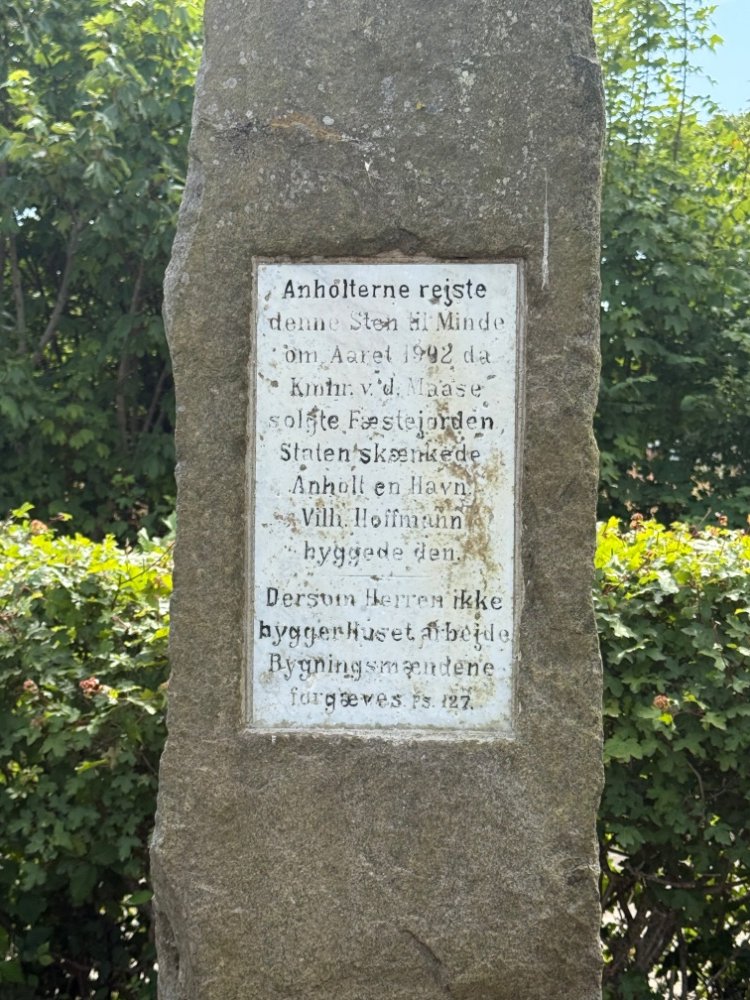 Anholterne rejste
denne Sten til Minde
om Aaret 1902 da
Kmhr. v. d. Maase
solgte Fæstejorden
Staten skænkede
Anholt en Havn.
Vilh. Hoffmann
byggede den.
Dersom Herren ikke
bygger Huset arbejde
Bygningsmændene
forgæves. PS. 127.